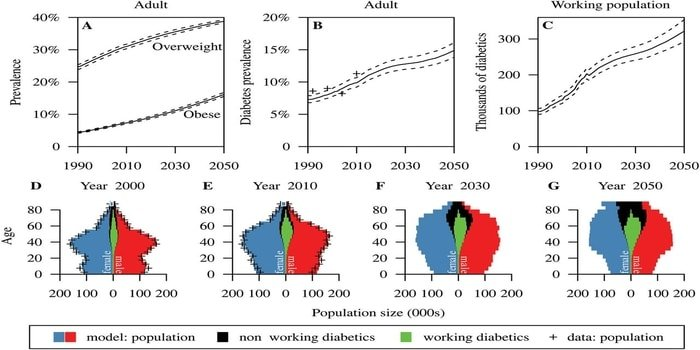 Adult
Adult
Working population
A
B
C
Prevalence
40%
30%
20%
10%
0
Overweight
Obese
1990
2010
2030
2050
Diabetes prevalence
20%
15%
10%
5%
0
1990
2010
2030
2050
Thousands of diabetics
300
200
100
0
1990
2010
2030
2050
D Year 2000
E Year 2010
F Year 2030
G Year 2050
Age
80
60
40
20
0
female
male
200 100 0 100 200
80
60
40
20
0
female
male
200 100 0 100 200
80
60
40
20
0
female
male
200 100 0 100 200
80
60
40
20
0
female
male
200 100 0 100 200
Population size (000s)
model: population non working diabetics working diabetics + data: population